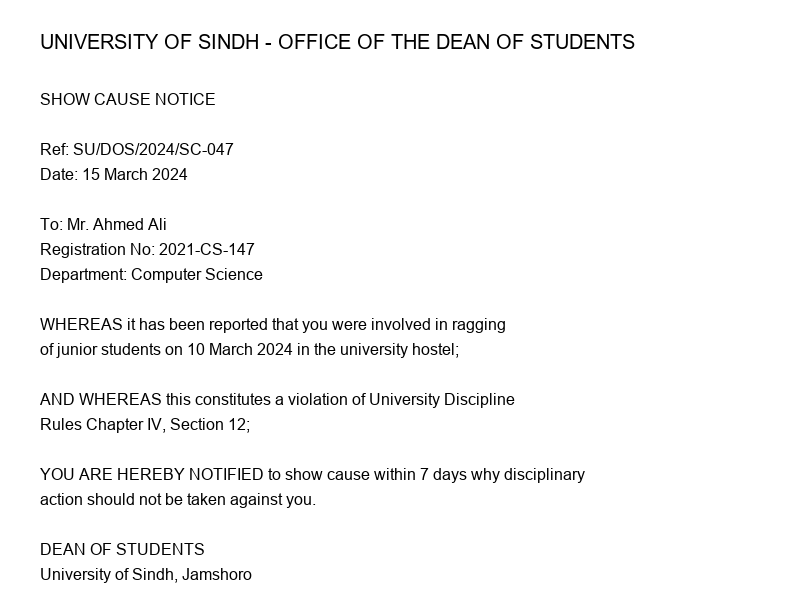 UNIVERSITY OF SINDH - OFFICE OF THE DEAN OF STUDENTS
SHOW CAUSE NOTICE
Ref: SU/DOS/2024/SC-047
Date: 15 March 2024
To: Mr. Ahmed Ali
Registration No: 2021-CS-147
Department: Computer Science
WHEREAS it has been reported that you were involved in ragging
of junior students on 10 March 2024 in the university hostel;
AND WHEREAS this constitutes a violation of University Discipline
Rules Chapter IV, Section 12;
YOU ARE HEREBY NOTIFIED to show cause within 7 days why disciplinary
action should not be taken against you.
DEAN OF STUDENTS
University of Sindh, Jamshoro